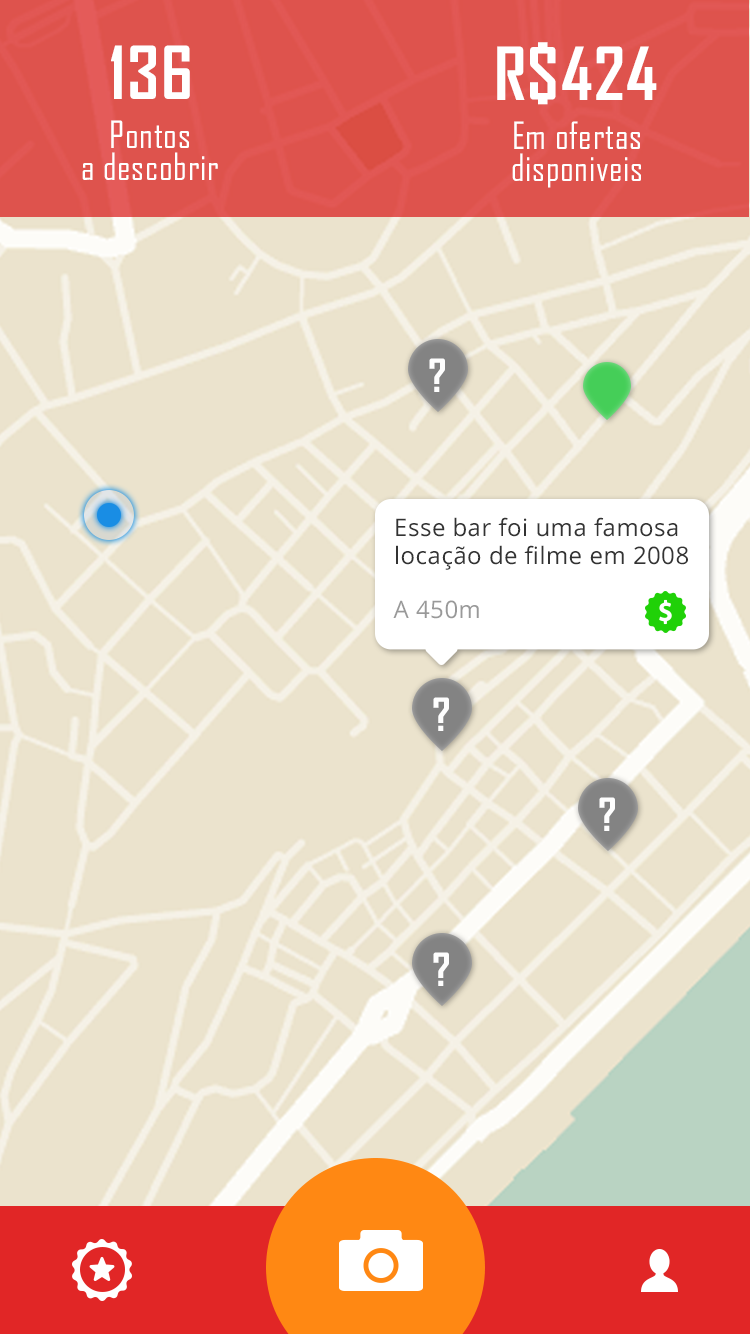 136
Pontos
a descobrir
R$424
Em ofertas
disponiveis
?
Esse bar foi uma famosa
locação de filme em 2008
A 450m
$
?
?
?